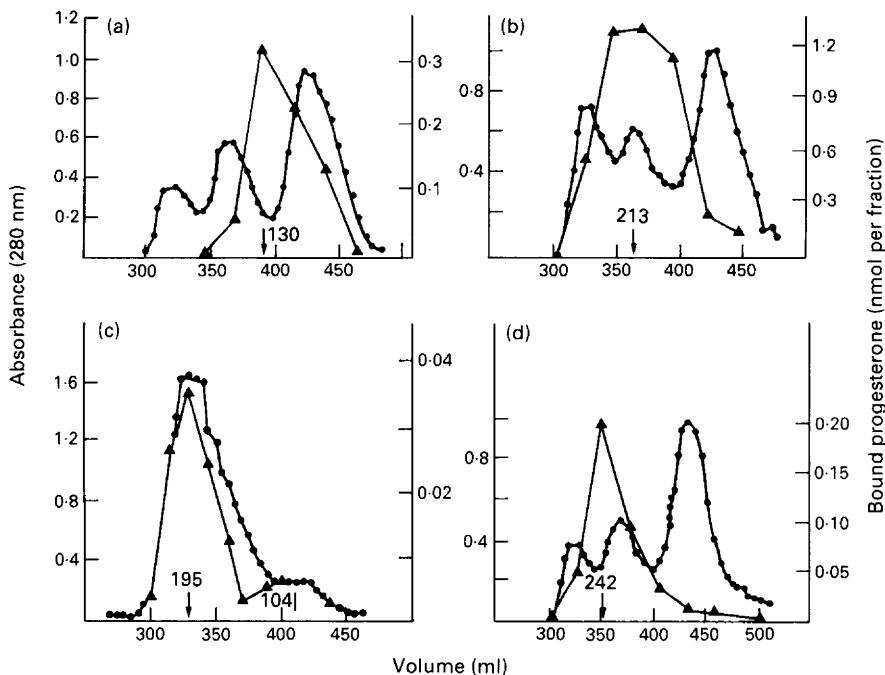 (a)
1·2
1·0
0·8
0·6
0·4
0·2
0·3
0·2
0·1
130
300 350 400 450
(b)
0·8
0·4
1·2
0·9
0·6
0·3
213
300 350 400 450
(c)
1·6
1·2
0·8
0·4
0·04
0·02
195
104
300 350 400 450
(d)
0·8
0·4
0·20
0·15
0·10
0·05
242
300 350 400 450 500
Absorbance (280 nm)
Bound progesterone (nmol per fraction)
Volume (ml)